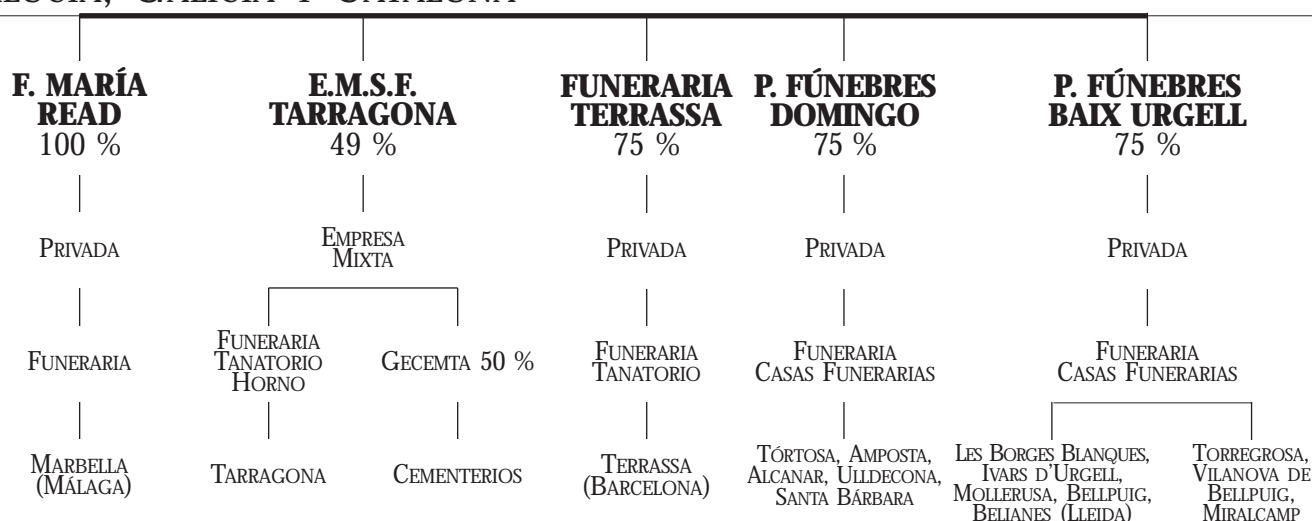 GALICIA Y CATALUÑA
F. MARÍA
READ
100 %
PRIVADA
FUNERARIA
MARBELLA
(MÁLAGA)
E.M.S.F.
TARRAGONA
49 %
EMPRESA
MIXTA
FUNERARIA
TANATORIO
HORNO
TARRAGONA
GECEMTA 50 %
CEMENTERIOS
FUNERARIA
TERRASSA
75 %
PRIVADA
FUNERARIA
TANATORIO
TERRASSA
(BARCELONA)
P. FÚNEBRES
DOMINGO
75 %
PRIVADA
FUNERARIA
CASAS FUNERARIAS
TÓRTOSA, AMPOSTA,
ALCANAR, ULLDECONA,
SANTA BÁRBARA
P. FÚNEBRES
BAIX URGELL
75 %
PRIVADA
FUNERARIA
CASAS FUNERARIAS
LES BORGES BLANQUES,
IVARS D'URGELL,
MOLLERUSA, BELLPUIG,
BELIANES (LLEIDA)
TORREGROSA,
VILANOVA DE
BELLPUIG,
MIRALCAMP